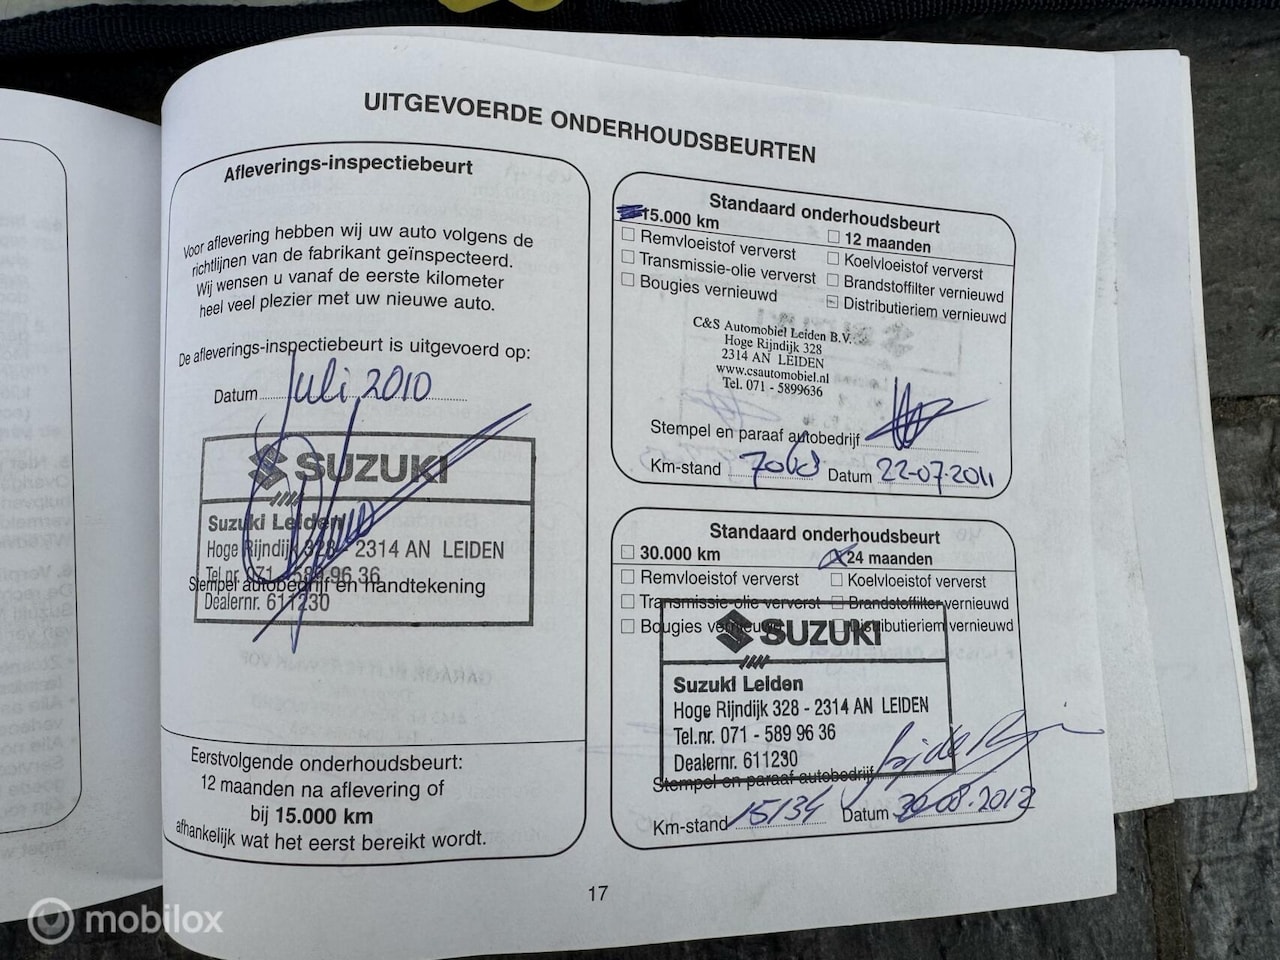 UITGEVOERDE ONDERHOUDSBEURTEN
Afleverings-inspectiebeurt
Voor aflevering hebben wij uw auto volgens de
richtlijnen van de fabrikant geïnspecteerd.
Wij wensen u vanaf de eerste kilometer
heel veel plezier met uw nieuwe auto.
De afleverings-inspectiebeurt is uitgevoerd op:
Datum Juli 2010
SUZUKI
Suzuki Leiden
Hoge Rijndijk 328 - 2314 AN LEIDEN
Tel.nr. 071 - 589 96 36
Stempel autobedrijf en handtekening
Dealernr. 611230
Eerstvolgende onderhoudsbeurt:
12 maanden na aflevering of
bij 15.000 km
afhankelijk wat het eerst bereikt wordt.
Standaard onderhoudsbeurt
15.000 km 12 maanden
Remvloeistof ververst Koelvloeistof ververst
Transmissie-olie ververst Brandstoffilter vernieuwd
Bougies vernieuwd Distributieriem vernieuwd
C&S Automobiel Leiden B.V.
Hoge Rijndijk 328
2314 AN LEIDEN
www.csautomobiel.nl
Tel. 071 - 5899636
Stempel en paraaf autobedrijf
Km-stand Datum 22-07-2011
Standaard onderhoudsbeurt
30.000 km 24 maanden
Remvloeistof ververst Koelvloeistof ververst
Transmissie-olie ververst Brandstoffilter vernieuwd
Bougies vernieuwd Distributieriem vernieuwd
SUZUKI
Suzuki Leiden
Hoge Rijndijk 328 - 2314 AN LEIDEN
Tel.nr. 071 - 589 96 36
Dealernr. 611230
Stempel en paraaf autobedrijf
Km-stand 15134 Datum 30-08-2012
17
mobilox